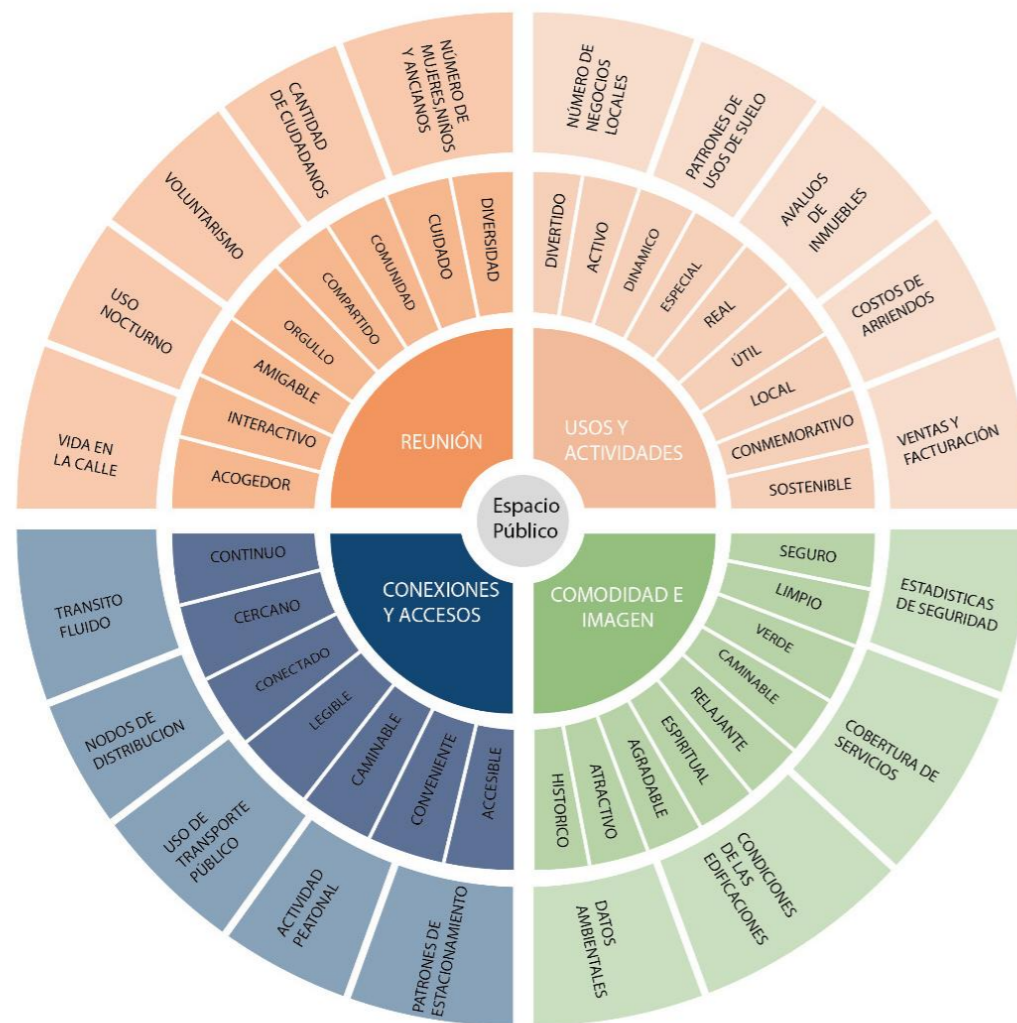 NÚMERO DE
MUJERES,NIÑOS
Y ANCIANOS
CANTIDAD
DE CIUDADANOS
VOLUNTARISMO
USO
NOCTURNO
VIDA EN
LA CALLE
DIVERSIDAD
CUIDADO
COMUNIDAD
COMPARTIDO
ORGULLO
AMIGABLE
INTERACTIVO
ACOGEDOR
REUNIÓN
NÚMERO DE
NEGOCIOS
LOCALES
PATRONES DE
USOS DE SUELO
AVALUOS
DE
INMUEBLES
COSTOS DE
ARRIENDOS
VENTAS Y
FACTURACIÓN
DIVERTIDO
ACTIVO
DINAMICO
ESPECIAL
REAL
ÚTIL
LOCAL
CONMEMORATIVO
SOSTENIBLE
USOS Y
ACTIVIDADES
Espacio
Público
CONEXIONES
Y ACCESOS
CONTINUO
CERCANO
CONECTADO
LEGIBLE
CAMINABLE
CONVENIENTE
ACCESIBLE
TRANSITO
FLUIDO
NODOS DE
DISTRIBUCION
USO DE
TRANSPORTE
PÚBLICO
ACTIVIDAD
PEATONAL
PATRONES DE
ESTACIONAMIENTO
COMODIDAD E
IMAGEN
SEGURO
LIMPIO
VERDE
CAMINABLE
RELAJANTE
ESPIRITUAL
AGRADABLE
ATRACTIVO
HISTORICO
ESTADISTICAS
DE SEGURIDAD
COBERTURA DE
SERVICIOS
CONDICIONES
DE LAS
EDIFICACIONES
DATOS
AMBIENTALES